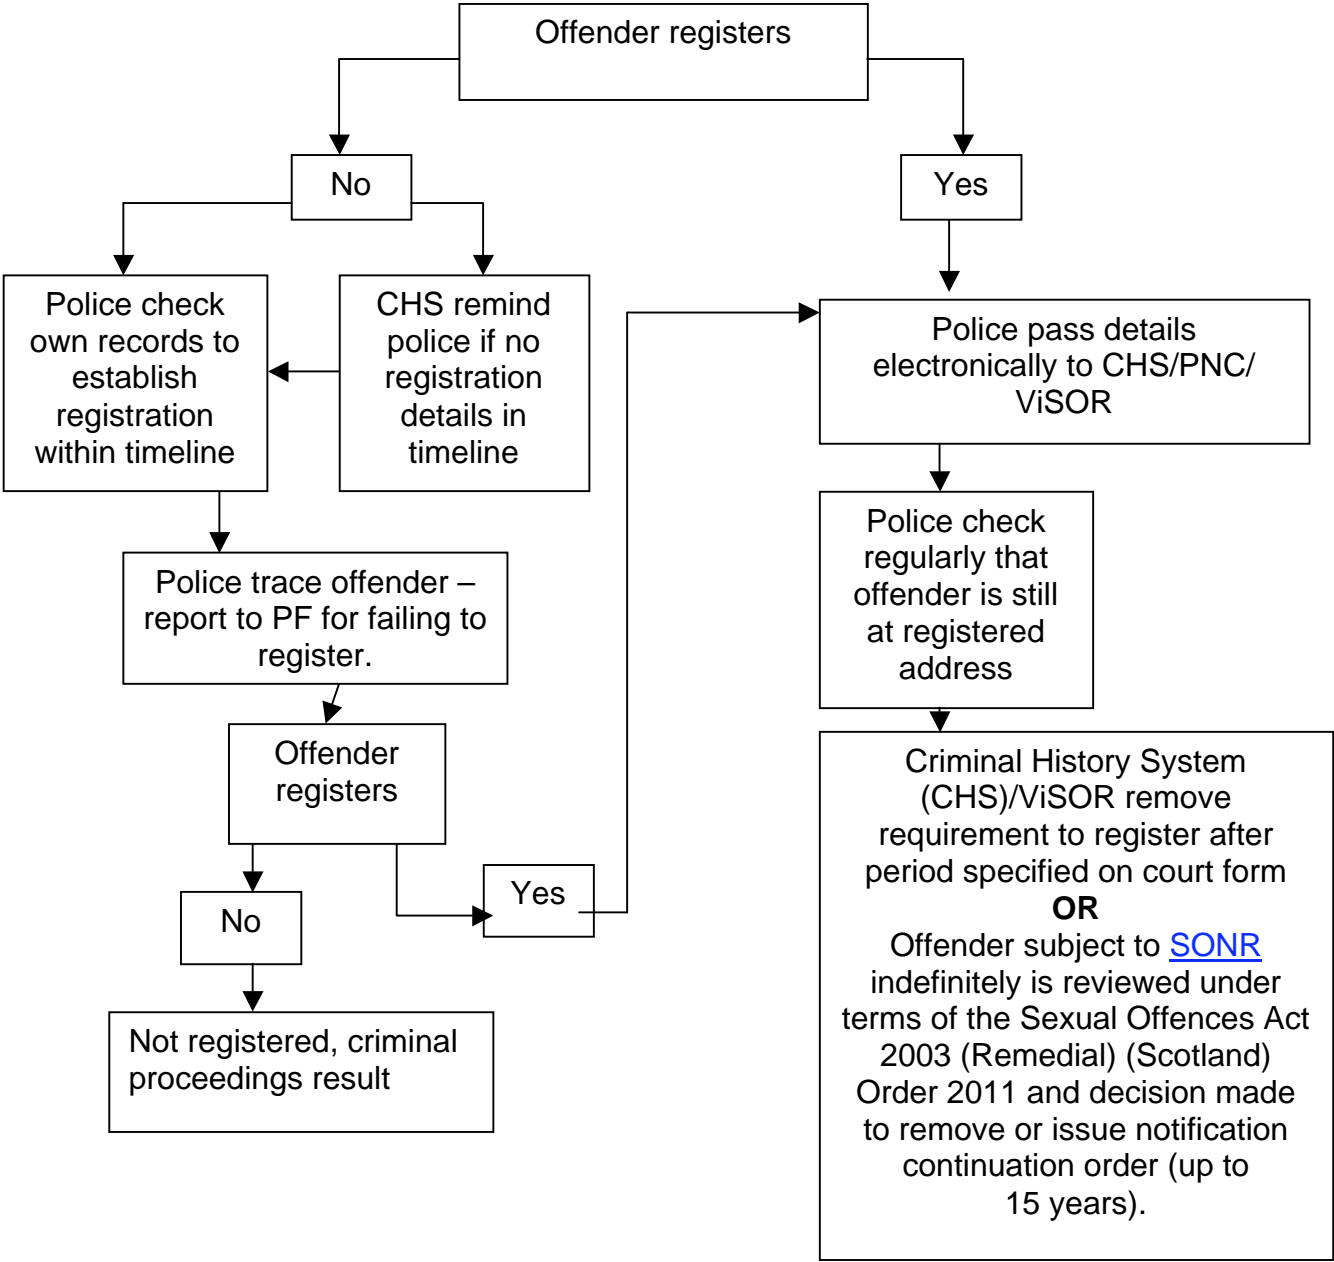 Offender registers
No
Yes
Police check
own records to
establish
registration
within timeline
CHS remind
police if no
registration
details in
timeline
Police pass details
electronically to CHS/PNC/
ViSOR
Police check
regularly that
offender is still
at registered
address
Police trace offender –
report to PF for failing to
register.
Offender
registers
No
Yes
Not registered, criminal
proceedings result
Criminal History System
(CHS)/ViSOR remove
requirement to register after
period specified on court form
OR
Offender subject to SONR
indefinitely is reviewed under
terms of the Sexual Offences Act
2003 (Remedial) (Scotland)
Order 2011 and decision made
to remove or issue notification
continuation order (up to
15 years).